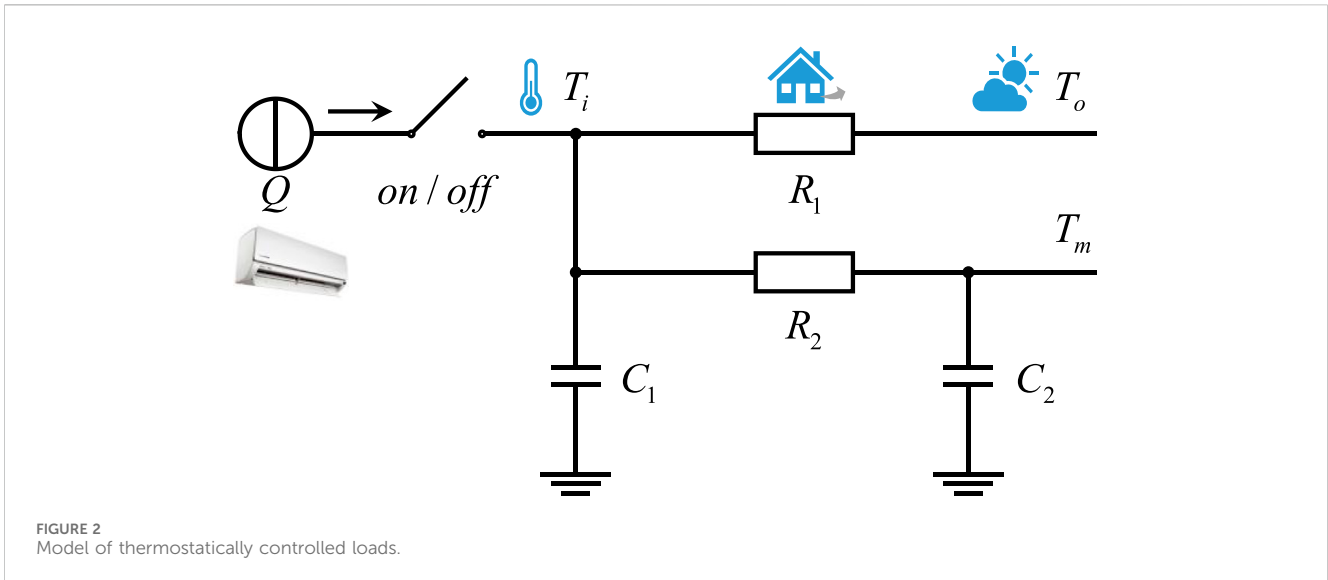 T_i
T_o
Q
on / off
R_1
T_m
R_2
C_1
C_2
FIGURE 2
Model of thermostatically controlled loads.